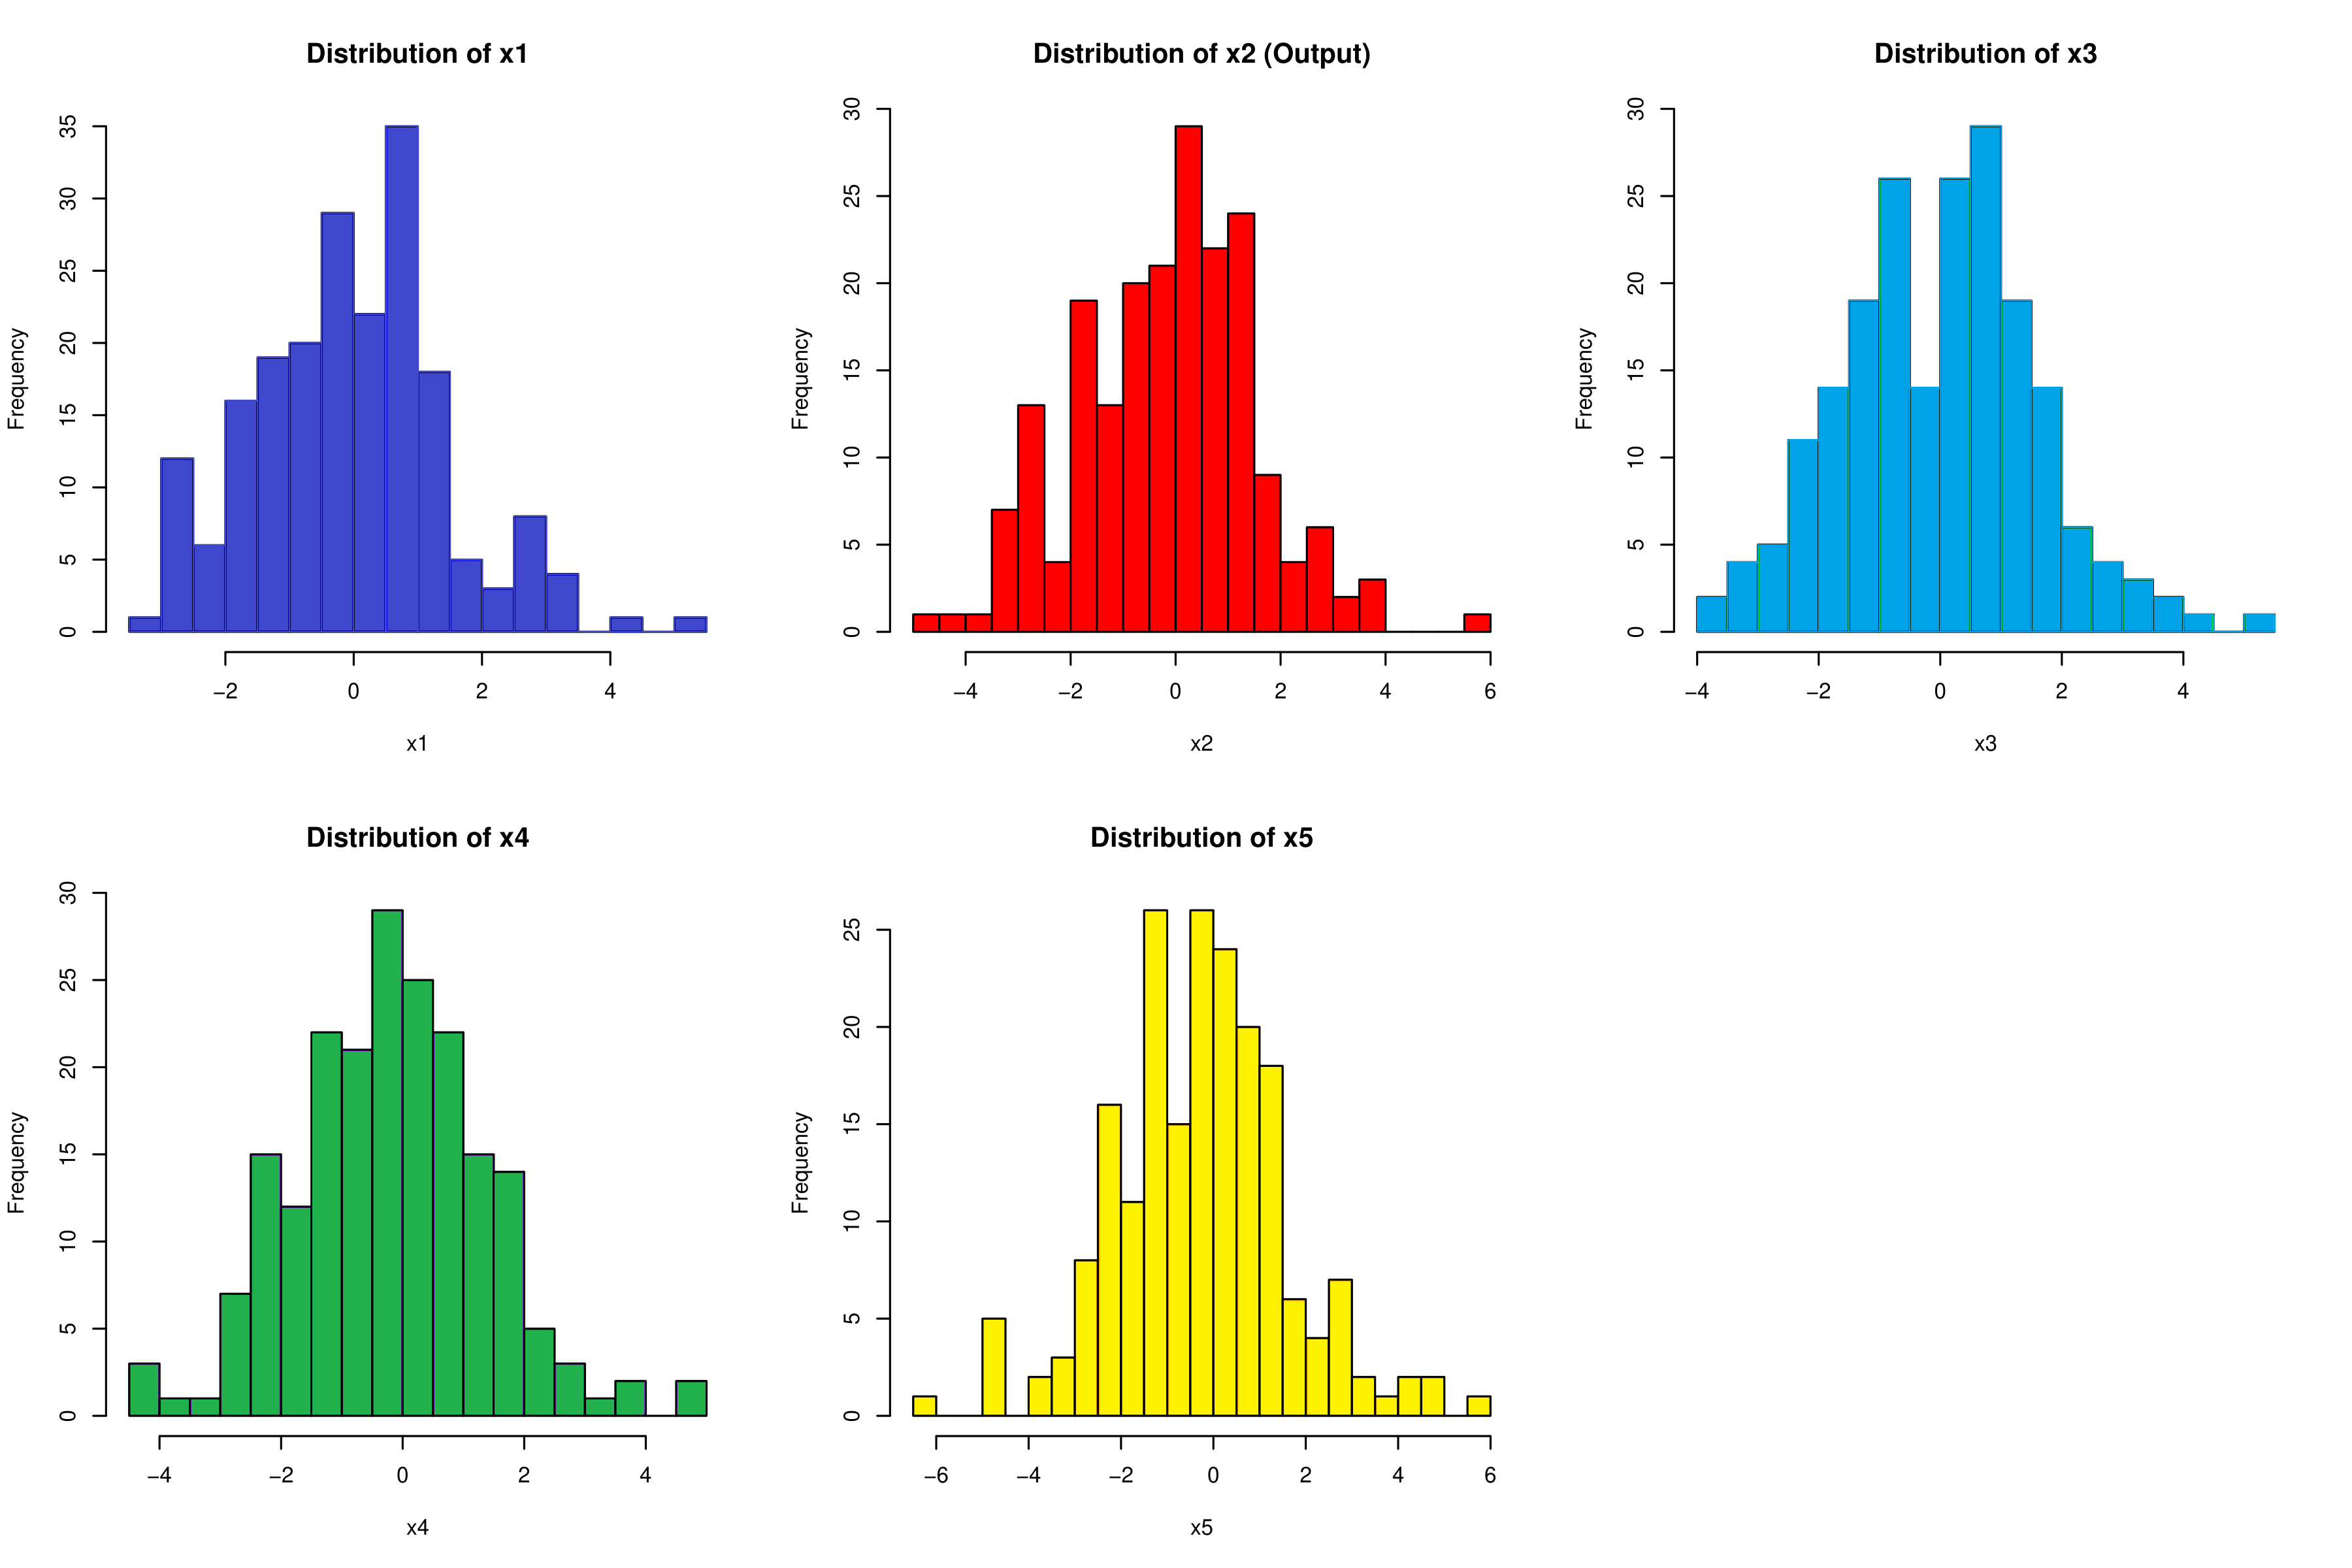 Distribution of x1
Frequency
0 5 10 15 20 25 30 35
−2 0 2 4
x1
Distribution of x2 (Output)
Frequency
0 5 10 15 20 25 30
−4 −2 0 2 4 6
x2
Distribution of x3
Frequency
0 5 10 15 20 25 30
−4 −2 0 2 4
x3
Distribution of x4
Frequency
0 5 10 15 20 25 30
−4 −2 0 2 4
x4
Distribution of x5
Frequency
0 5 10 15 20 25
−6 −4 −2 0 2 4 6
x5